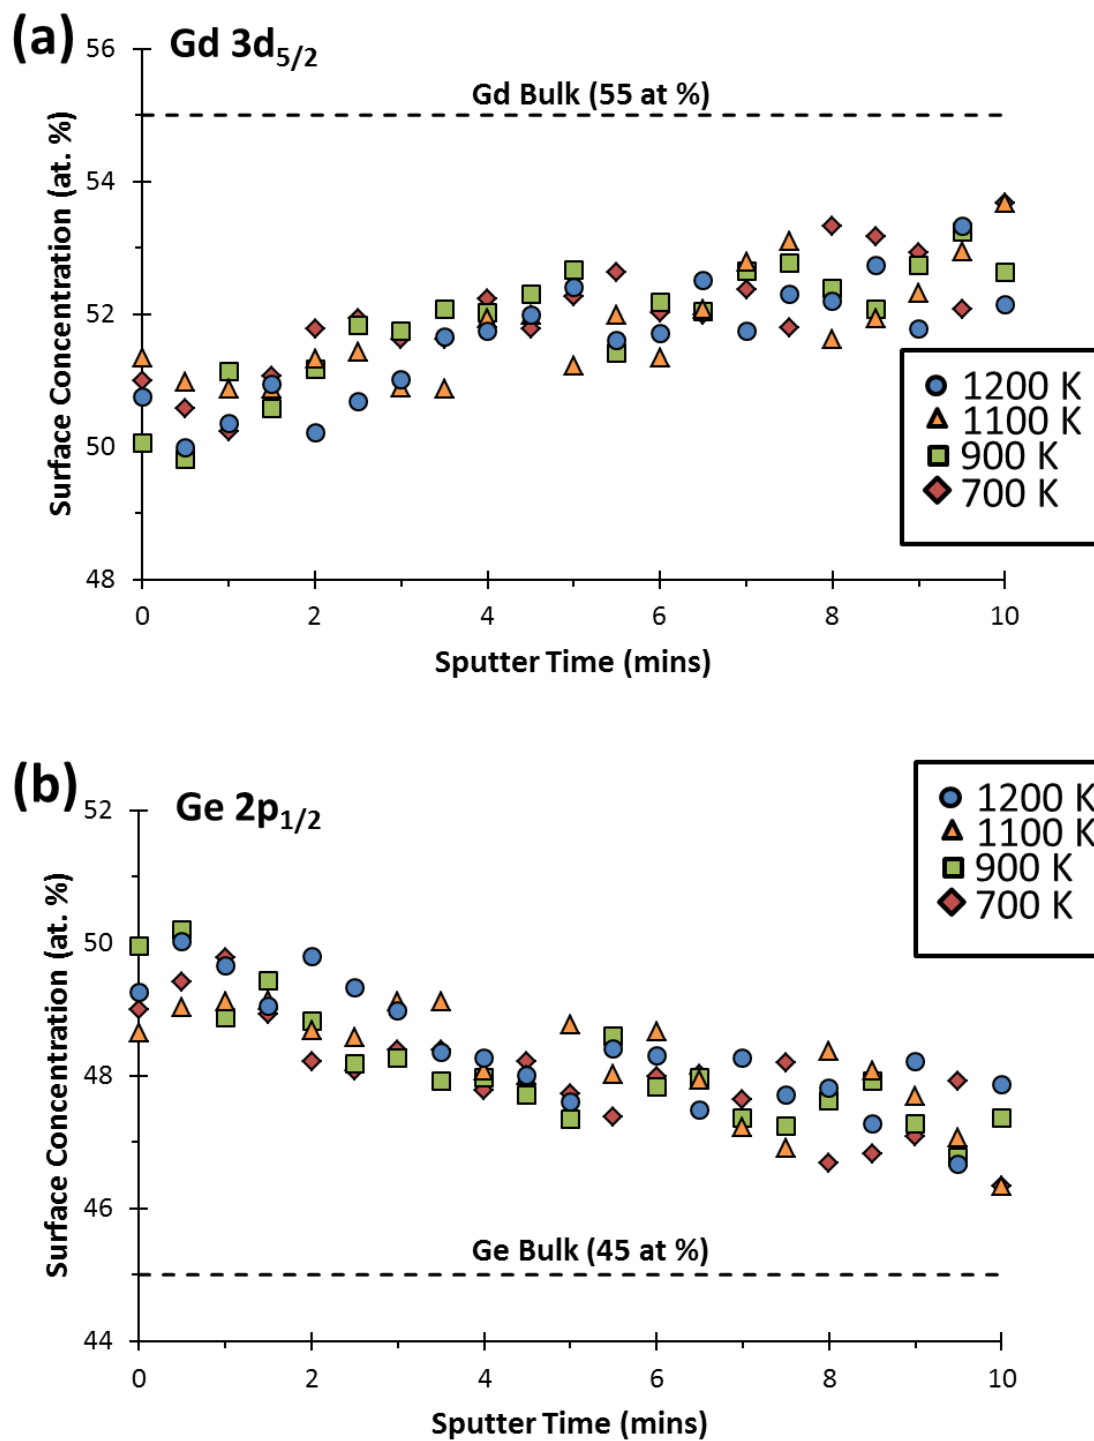 (a) Gd 3d5/2
56
Gd Bulk (55 at %)
54
52
50
48
Surface Concentration (at. %)
1200 K
1100 K
900 K
700 K
0 2 4 6 8 10
Sputter Time (mins)
(b) Ge 2p1/2
52
1200 K
1100 K
900 K
700 K
50
48
46
Surface Concentration (at. %)
Ge Bulk (45 at %)
44
0 2 4 6 8 10
Sputter Time (mins)